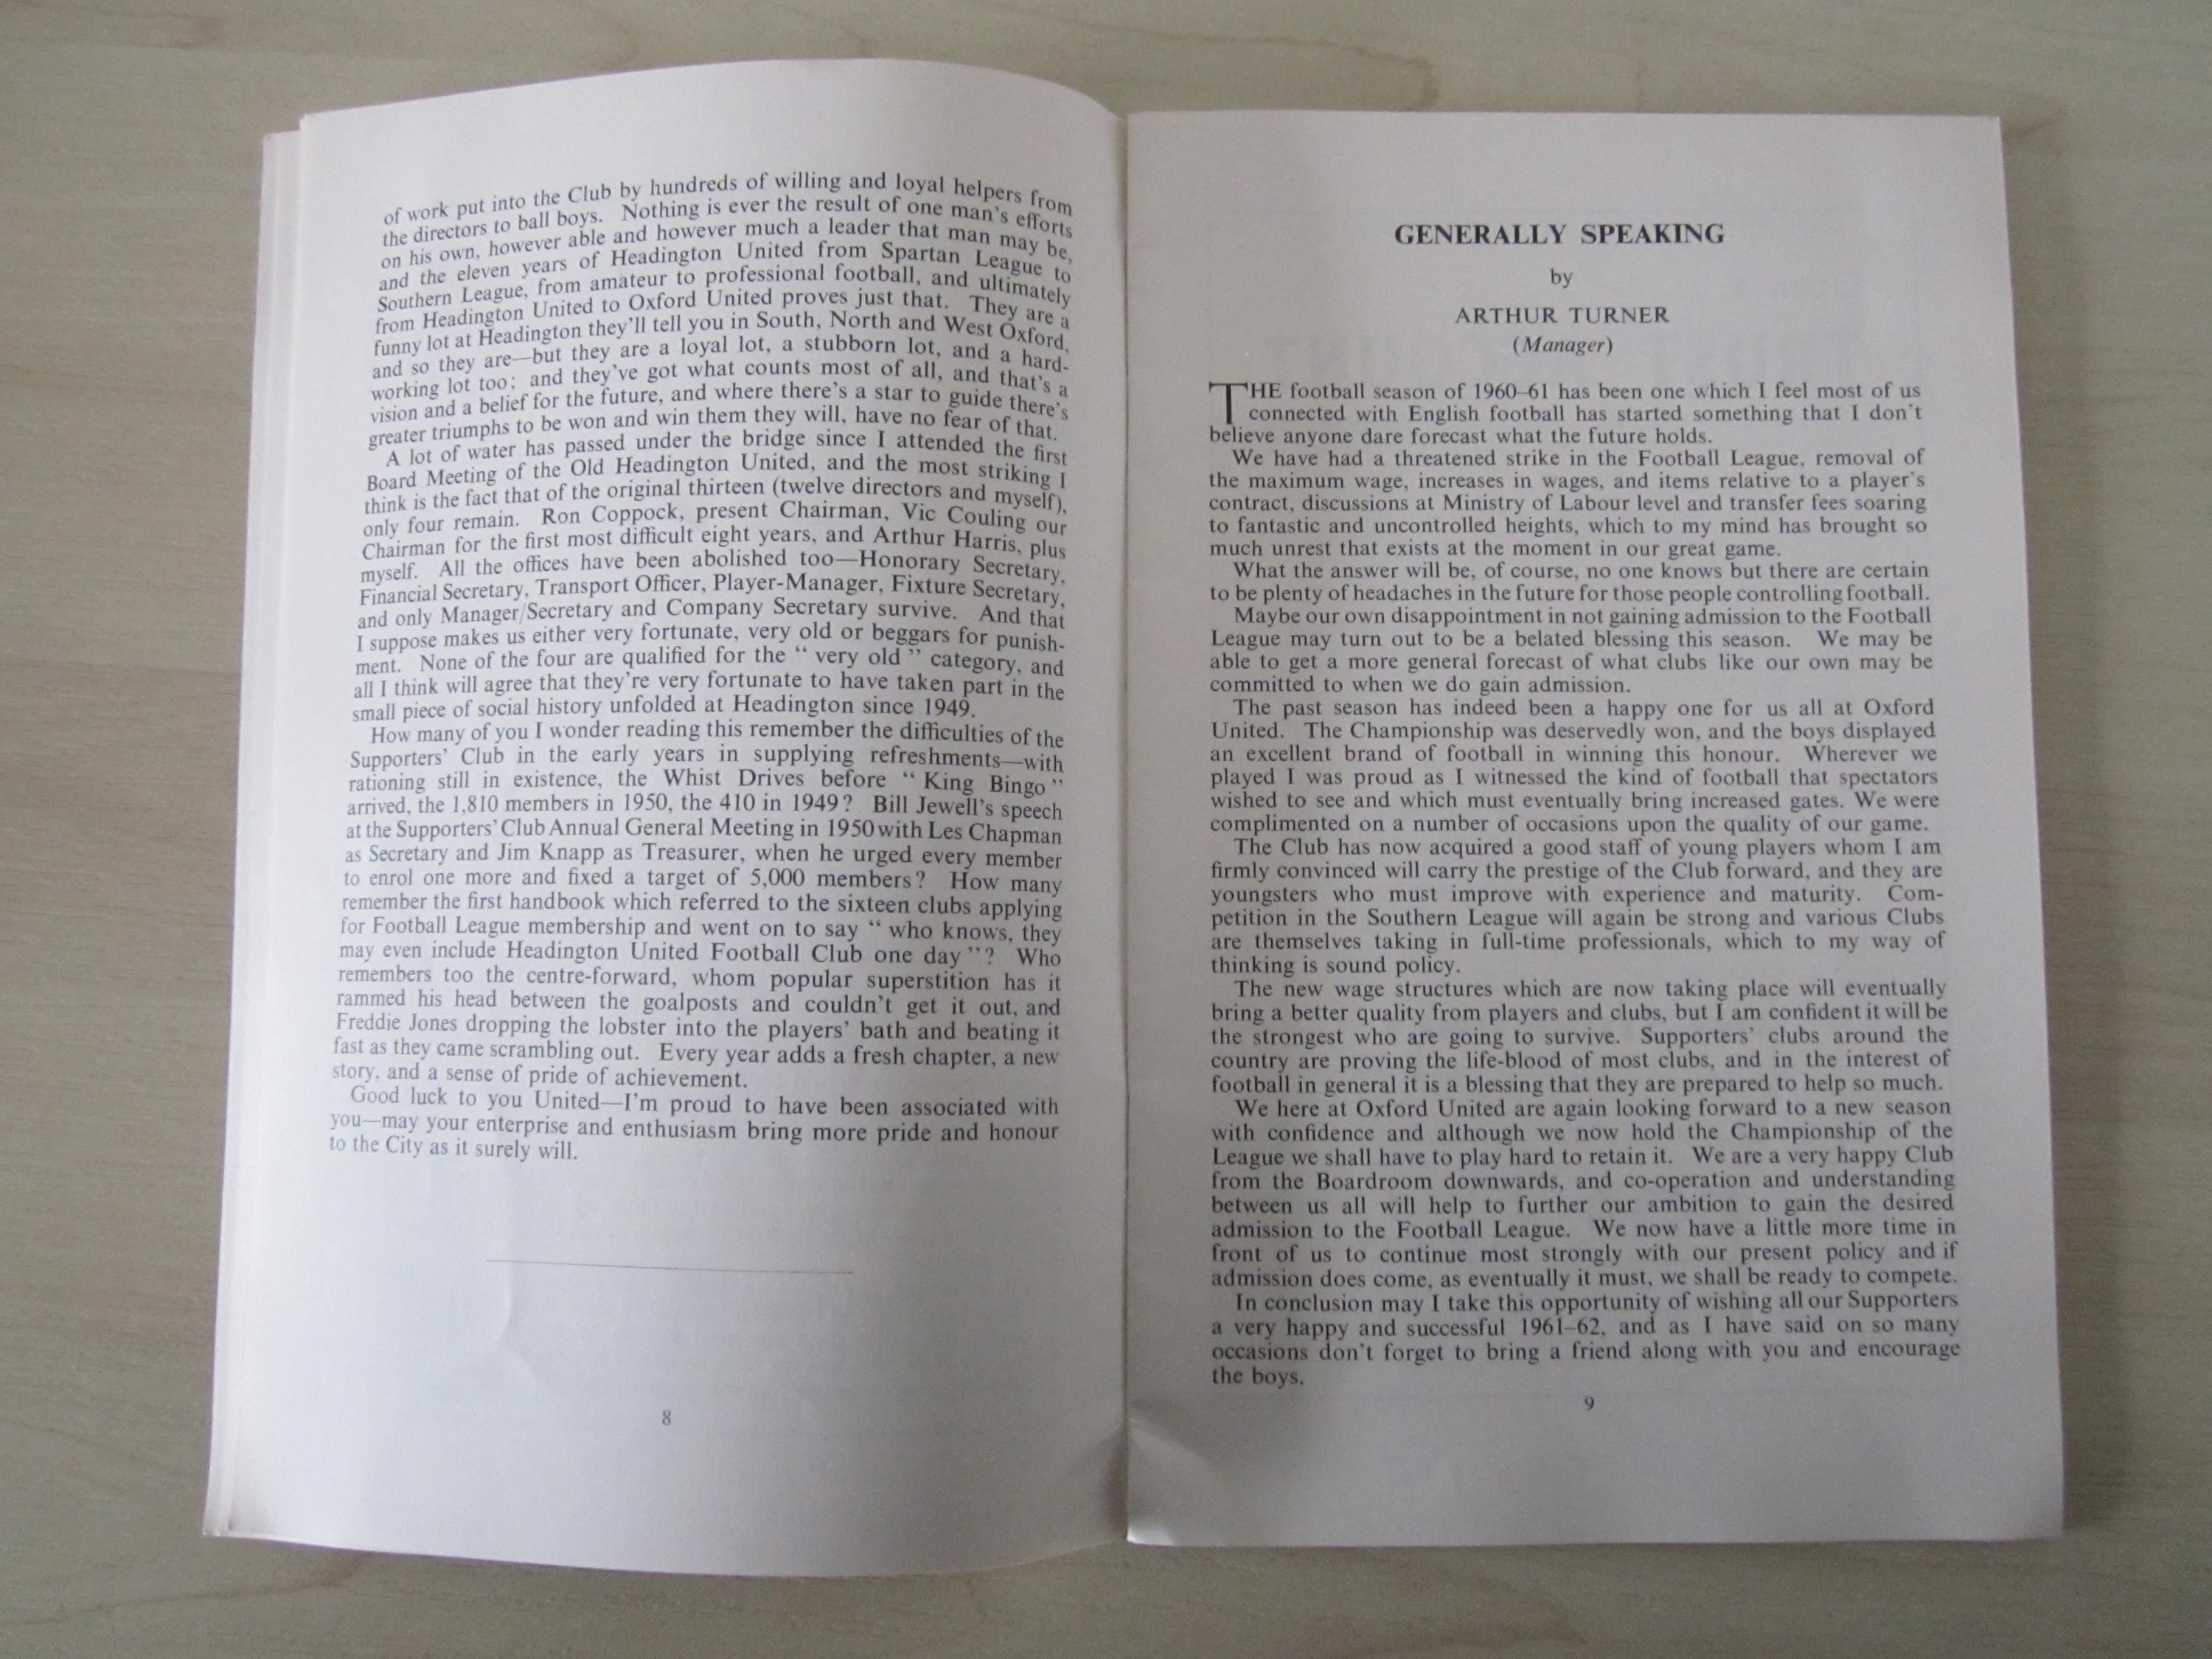 of work put into the Club by hundreds of willing and loyal helpers from
the directors to ball boys. Nothing is ever the result of one man's efforts
on his own, however able and however much a leader that man may be,
and the eleven years of Headington United from Spartan League to
Southern League, from amateur to professional football, and ultimately
from Headington United to Oxford United proves just that. They are a
funny lot at Headington they'll tell you in South, North and West Oxford,
and so they are—but they are a loyal lot, a stubborn lot, and a hard-
working lot too; and they've got what counts most of all, and that's a
vision and a belief for the future, and where there's a star to guide there's
greater triumphs to be won and win them they will, have no fear of that.
A lot of water has passed under the bridge since I attended the first
Board Meeting of the Old Headington United, and the most striking I
think is the fact that of the original thirteen (twelve directors and myself),
only four remain. Ron Coppock, present Chairman, Vic Couling our
Chairman for the first most difficult eight years, and Arthur Harris, plus
myself. All the offices have been abolished too—Honorary Secretary,
Financial Secretary, Transport Officer, Player-Manager, Fixture Secretary,
and only Manager/Secretary and Company Secretary survive. And that
I suppose makes us either very fortunate, very old or beggars for punish-
ment. None of the four are qualified for the “ very old ” category, and
all I think will agree that they're very fortunate to have taken part in the
small piece of social history unfolded at Headington since 1949.
How many of you I wonder reading this remember the difficulties of the
Supporters' Club in the early years in supplying refreshments—with
rationing still in existence, the Whist Drives before “ King Bingo ”
arrived, the 1,810 members in 1950, the 410 in 1949? Bill Jewell's speech
at the Supporters' Club Annual General Meeting in 1950 with Les Chapman
as Secretary and Jim Knapp as Treasurer, when he urged every member
to enrol one more and fixed a target of 5,000 members? How many
remember the first handbook which referred to the sixteen clubs applying
for Football League membership and went on to say “ who knows, they
may even include Headington United Football Club one day ”? Who
remembers too the centre-forward, whom popular superstition has it
rammed his head between the goalposts and couldn't get it out, and
Freddie Jones dropping the lobster into the players' bath and beating it
fast as they came scrambling out. Every year adds a fresh chapter, a new
story, and a sense of pride of achievement.
Good luck to you United—I'm proud to have been associated with
you—may your enterprise and enthusiasm bring more pride and honour
to the City as it surely will.
8
GENERALLY SPEAKING
by
ARTHUR TURNER
(Manager)
THE football season of 1960–61 has been one which I feel most of us
connected with English football has started something that I don't
believe anyone dare forecast what the future holds.
We have had a threatened strike in the Football League, removal of
the maximum wage, increases in wages, and items relative to a player's
contract, discussions at Ministry of Labour level and transfer fees soaring
to fantastic and uncontrolled heights, which to my mind has brought so
much unrest that exists at the moment in our great game.
What the answer will be, of course, no one knows but there are certain
to be plenty of headaches in the future for those people controlling football.
Maybe our own disappointment in not gaining admission to the Football
League may turn out to be a belated blessing this season. We may be
able to get a more general forecast of what clubs like our own may be
committed to when we do gain admission.
The past season has indeed been a happy one for us all at Oxford
United. The Championship was deservedly won, and the boys displayed
an excellent brand of football in winning this honour. Wherever we
played I was proud as I witnessed the kind of football that spectators
wished to see and which must eventually bring increased gates. We were
complimented on a number of occasions upon the quality of our game.
The Club has now acquired a good staff of young players whom I am
firmly convinced will carry the prestige of the Club forward, and they are
youngsters who must improve with experience and maturity. Com-
petition in the Southern League will again be strong and various Clubs
are themselves taking in full-time professionals, which to my way of
thinking is sound policy.
The new wage structures which are now taking place will eventually
bring a better quality from players and clubs, but I am confident it will be
the strongest who are going to survive. Supporters' clubs around the
country are proving the life-blood of most clubs, and in the interest of
football in general it is a blessing that they are prepared to help so much.
We here at Oxford United are again looking forward to a new season
with confidence and although we now hold the Championship of the
League we shall have to play hard to retain it. We are a very happy Club
from the Boardroom downwards, and co-operation and understanding
between us all will help to further our ambition to gain the desired
admission to the Football League. We now have a little more time in
front of us to continue most strongly with our present policy and if
admission does come, as eventually it must, we shall be ready to compete.
In conclusion may I take this opportunity of wishing all our Supporters
a very happy and successful 1961–62, and as I have said on so many
occasions don't forget to bring a friend along with you and encourage
the boys.
9